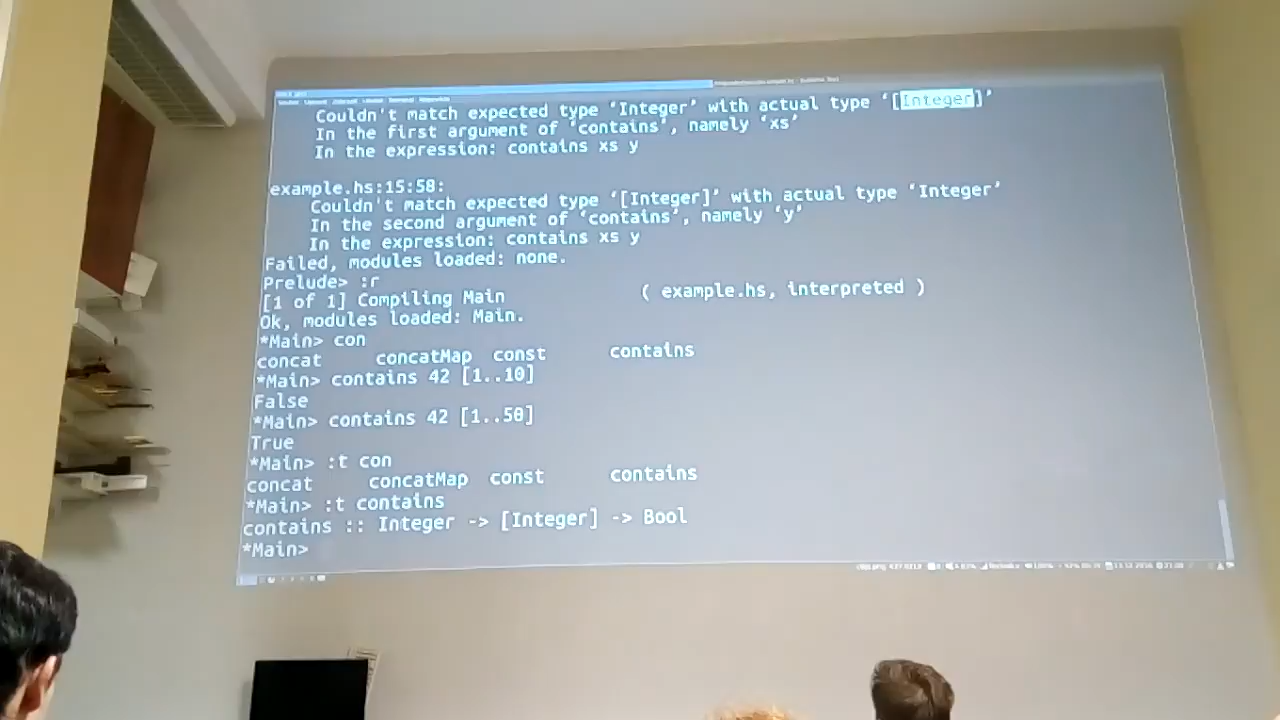 Couldn't match expected type ‘Integer’ with actual type ‘[Integer]’
In the first argument of ‘contains’, namely ‘xs’
In the expression: contains xs y
example.hs:15:58:
Couldn't match expected type ‘[Integer]’ with actual type ‘Integer’
In the second argument of ‘contains’, namely ‘y’
In the expression: contains xs y
Failed, modules loaded: none.
Prelude> :r
[1 of 1] Compiling Main ( example.hs, interpreted )
Ok, modules loaded: Main.
*Main> con
concat concatMap const contains
*Main> contains 42 [1..10]
False
*Main> contains 42 [1..50]
True
*Main> :t con
concat concatMap const contains
*Main> :t contains
contains :: Integer -> [Integer] -> Bool
*Main>